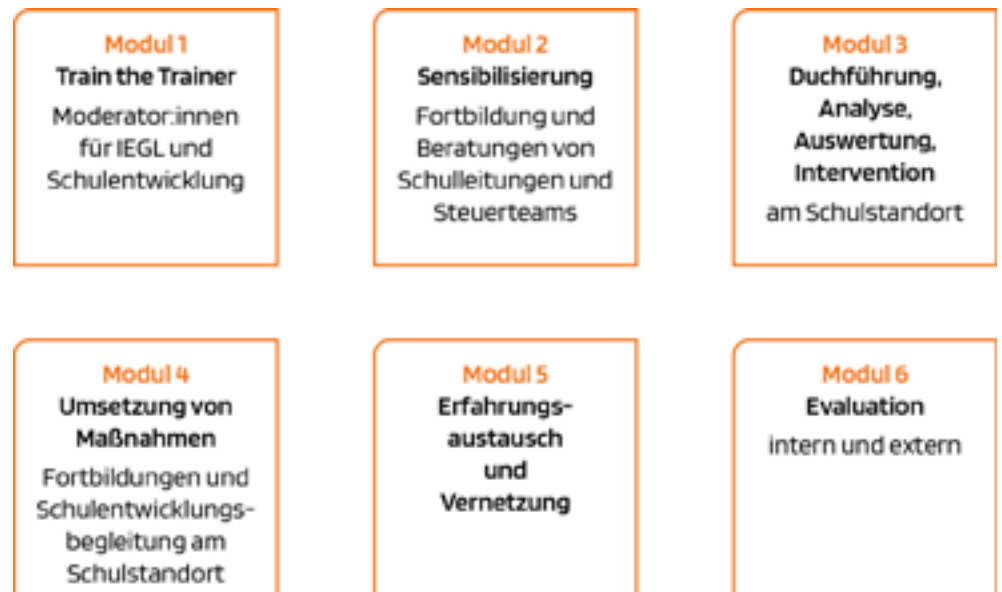 Modul 1
Train the Trainer
Moderator:innen
für IEGL und
Schulentwicklung
Modul 2
Sensibilisierung
Fortbildung und
Beratungen von
Schulleitungen und
Steuerteams
Modul 3
Duchführung,
Analyse,
Auswertung,
Intervention
am Schulstandort
Modul 4
Umsetzung von
Maßnahmen
Fortbildungen und
Schulentwicklungs-
begleitung am
Schulstandort
Modul 5
Erfahrungs-
austausch
und
Vernetzung
Modul 6
Evaluation
intern und extern